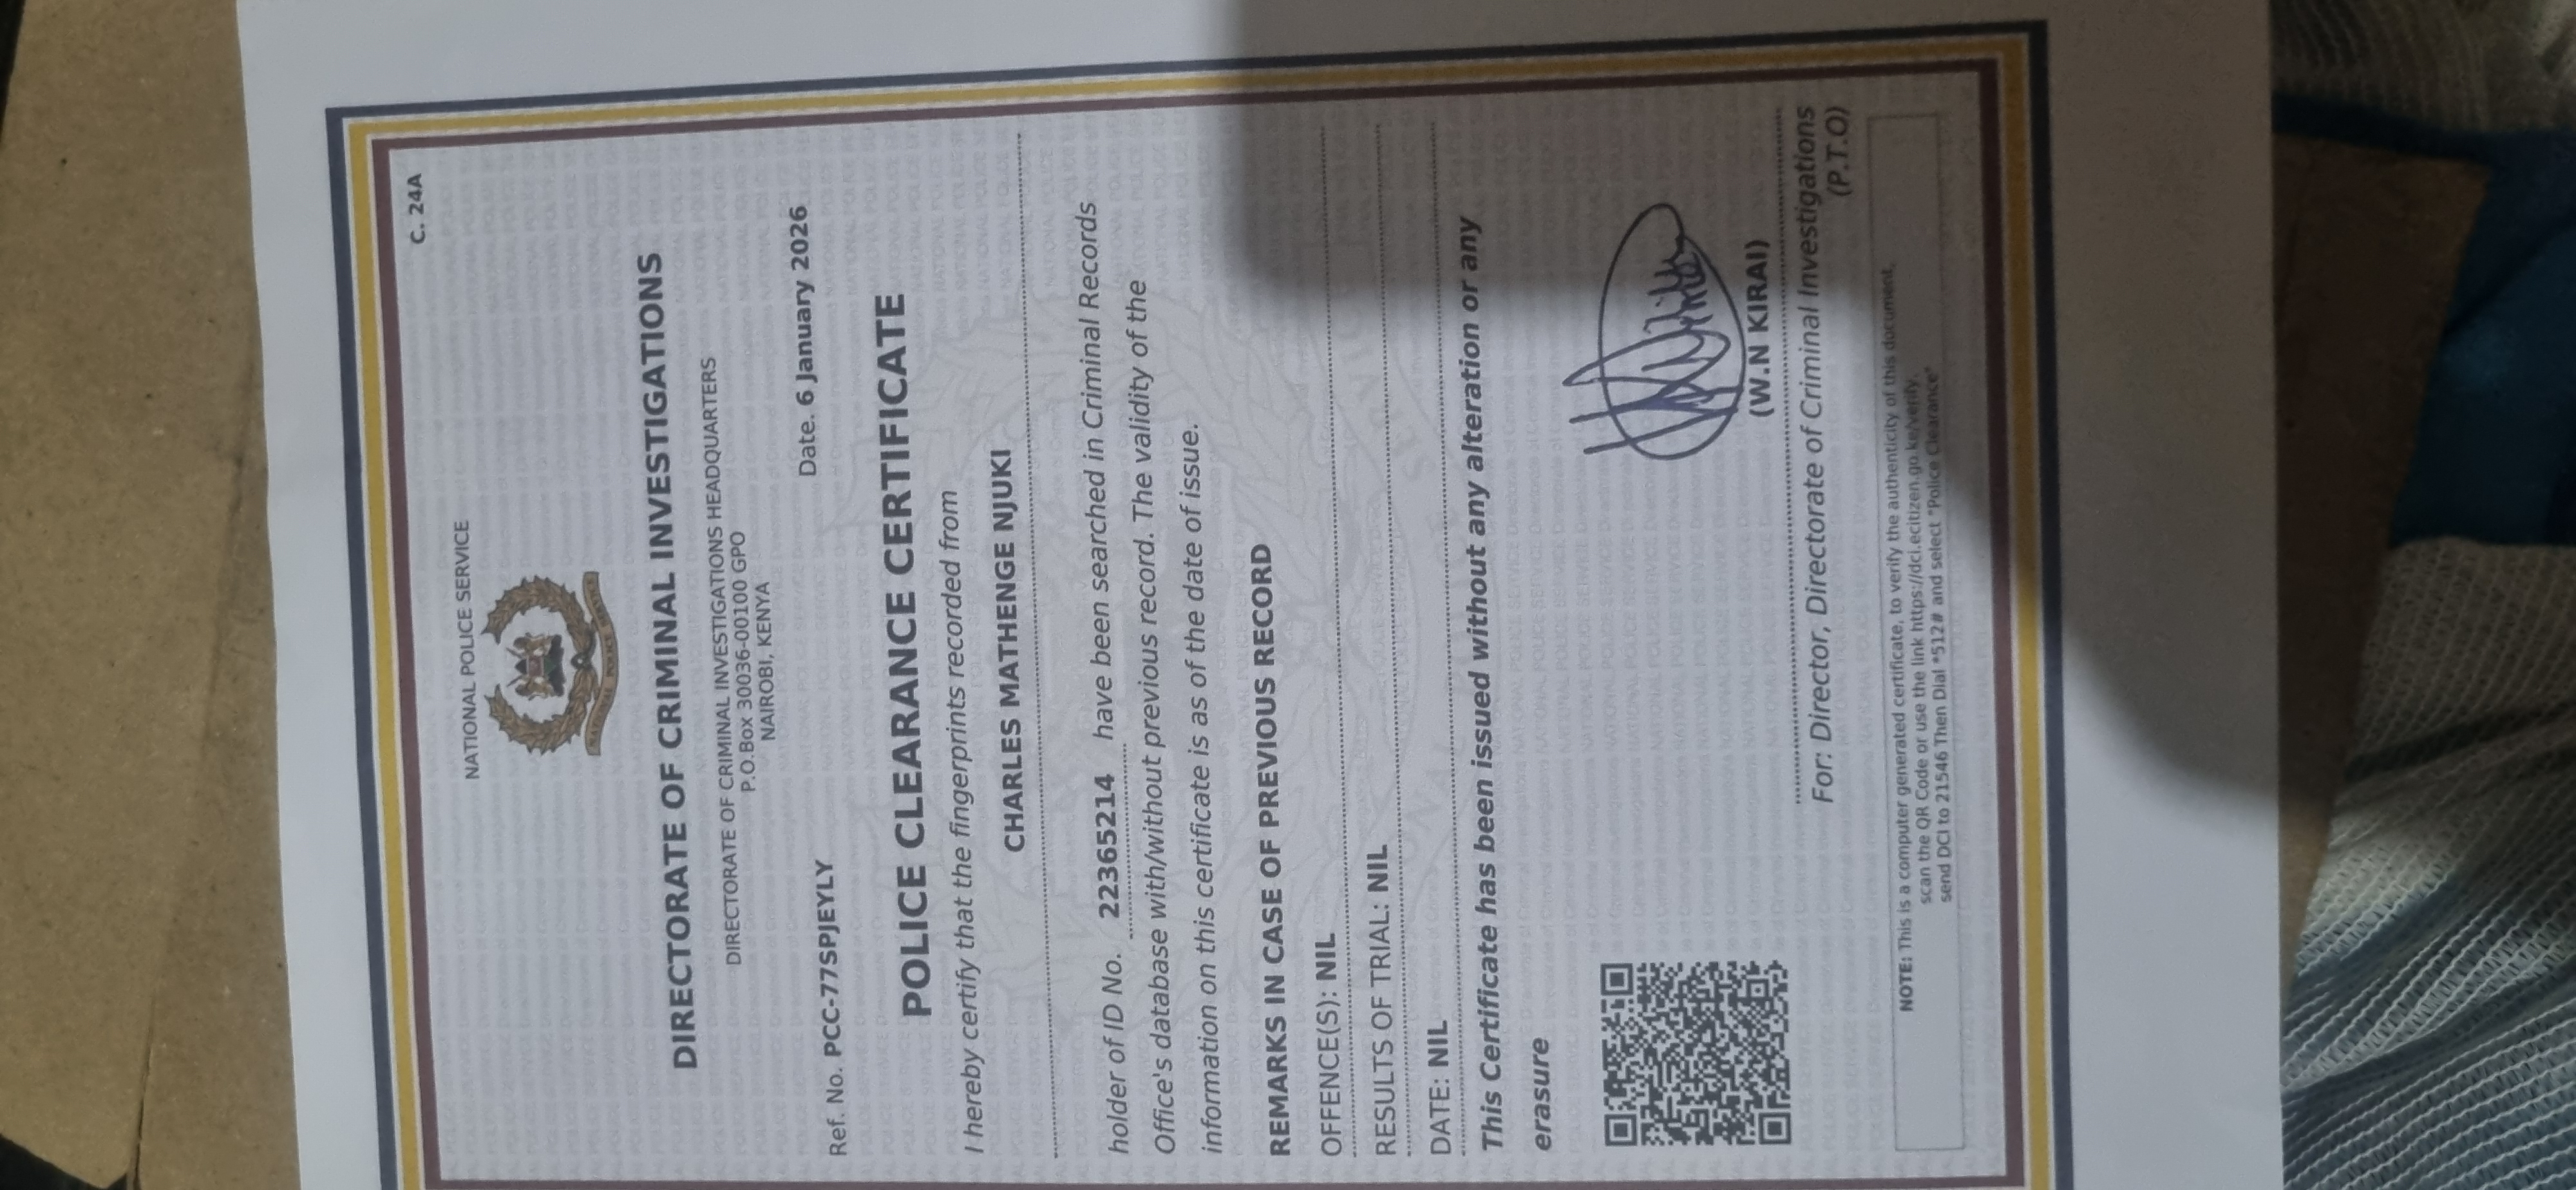 C. 24A
NATIONAL POLICE SERVICE
NATIONAL POLICE SERVICE
DIRECTORATE OF CRIMINAL INVESTIGATIONS
DIRECTORATE OF CRIMINAL INVESTIGATIONS HEADQUARTERS
P.O.Box 30036-00100 GPO
NAIROBI, KENYA
Ref. No. PCC-77SPJEYLY Date. 6 January 2026
POLICE CLEARANCE CERTIFICATE
I hereby certify that the fingerprints recorded from
CHARLES MATHENGE NJUKI
holder of ID No. 22365214 have been searched in Criminal Records
Office's database with/without previous record. The validity of the
information on this certificate is as of the date of issue.
REMARKS IN CASE OF PREVIOUS RECORD
OFFENCE(S): NIL
RESULTS OF TRIAL: NIL
DATE: NIL
This Certificate has been issued without any alteration or any
erasure
(W.N KIRAI)
For: Director, Directorate of Criminal Investigations
(P.T.O)
NOTE: This is a computer generated certificate, to verify the authenticity of this document,
scan the QR Code or use the link https://dci.ecitizen.go.ke/verify.
send DCI to 21546 Then Dial *512# and select "Police Clearance"